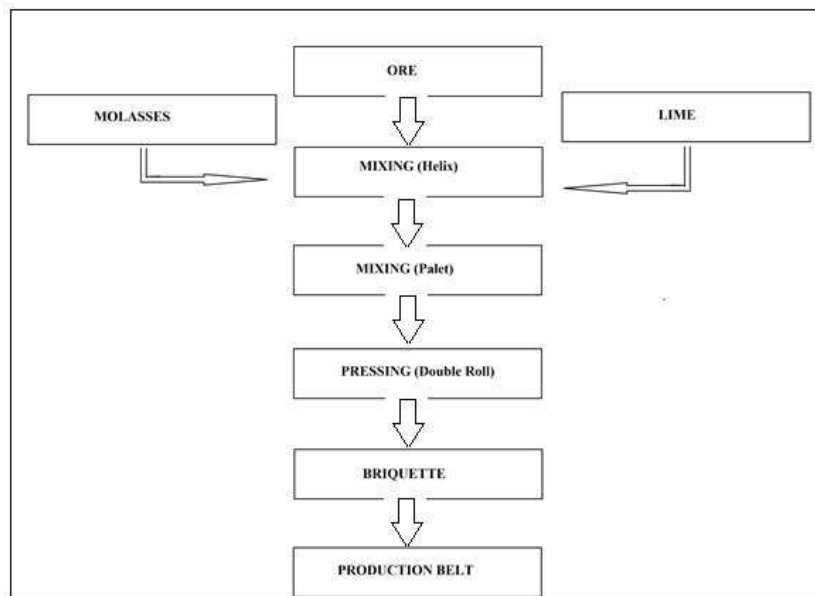 ORE
MOLASSES
LIME
MIXING (Helix)
MIXING (Palet)
PRESSING (Double Roll)
BRIQUETTE
PRODUCTION BELT